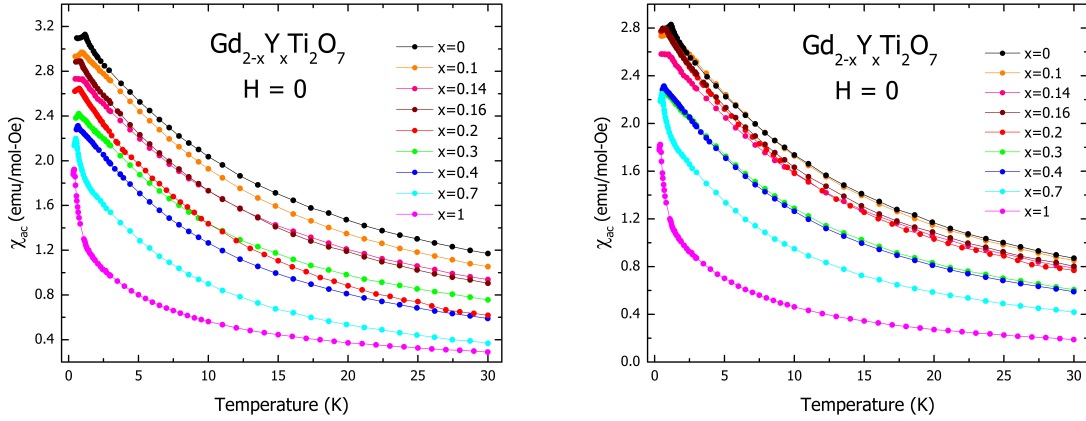 Gd₂₋ₓYₓTi₂O₇
H = 0
x=0
x=0.1
x=0.14
x=0.16
x=0.2
x=0.3
x=0.4
x=0.7
x=1
3.2
2.8
2.4
2.0
1.6
1.2
0.8
0.4
χac (emu/mol-Oe)
0 5 10 15 20 25 30
Temperature (K)
Gd₂₋ₓYₓTi₂O₇
H = 0
x=0
x=0.1
x=0.14
x=0.16
x=0.2
x=0.3
x=0.4
x=0.7
x=1
2.8
2.4
2.0
1.6
1.2
0.8
0.4
0.0
χac (emu/mol-Oe)
0 5 10 15 20 25 30
Temperature (K)